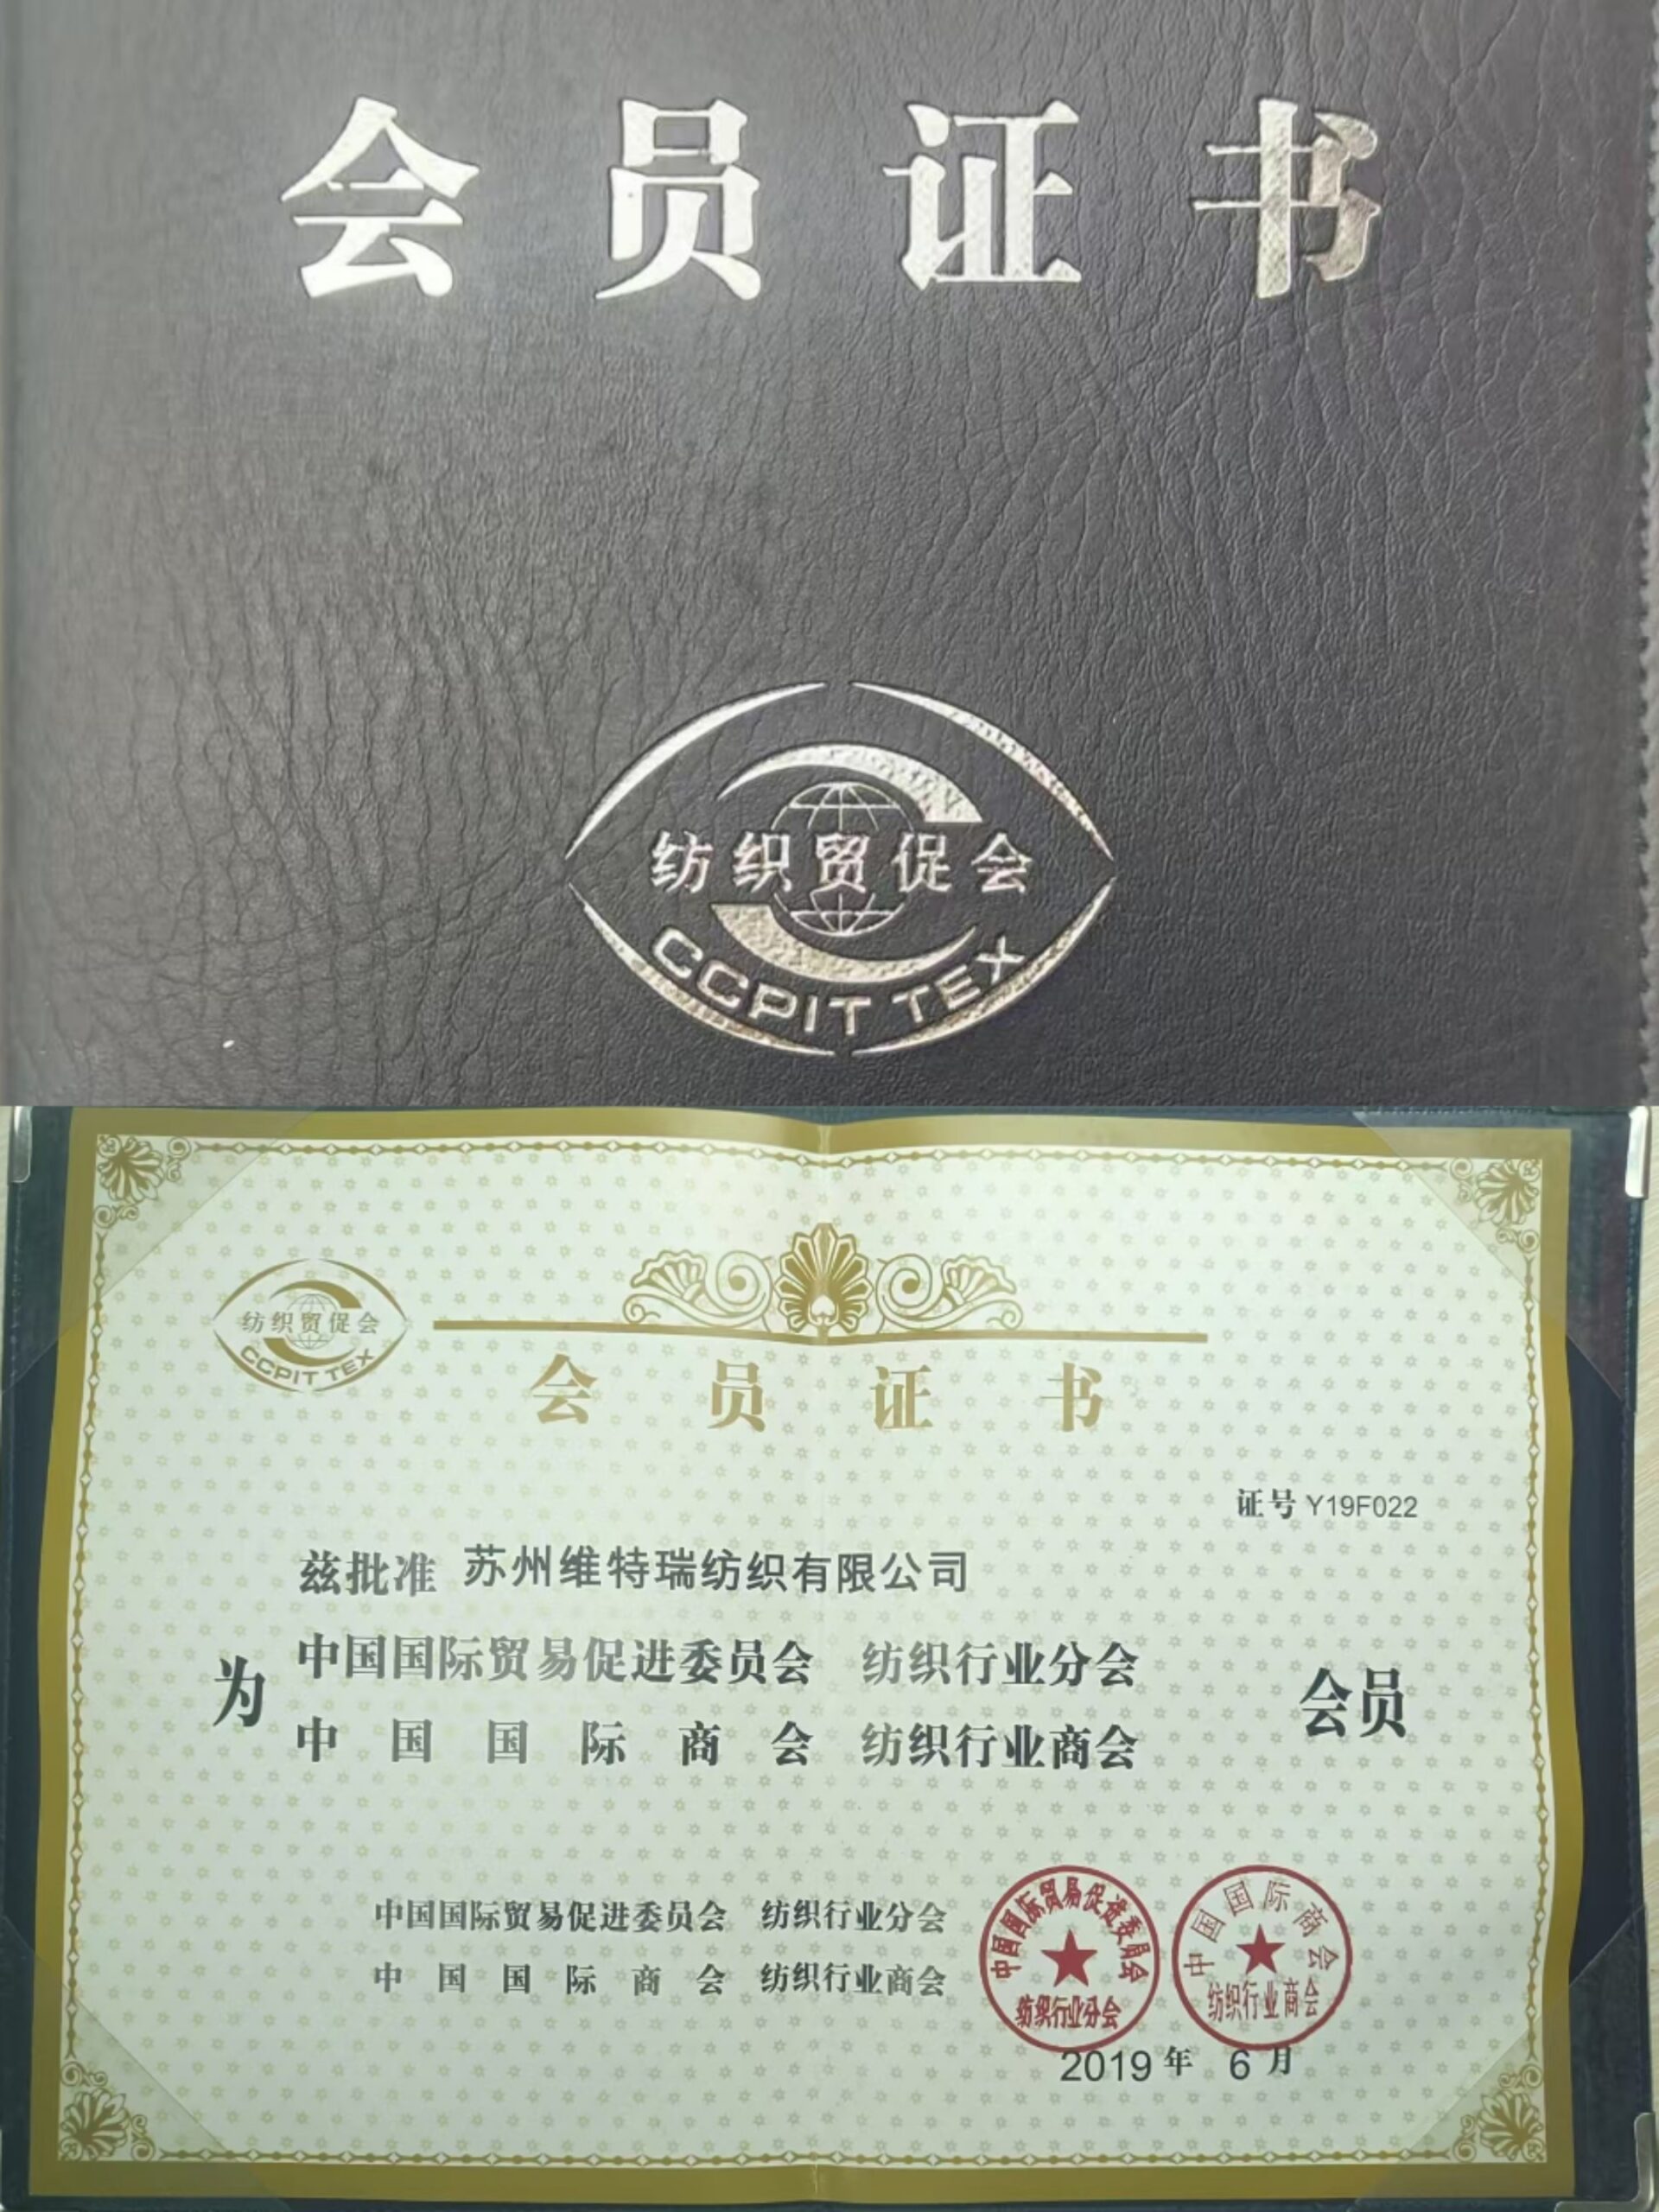 会员证书
纺织贸促会
CCPIT TEX
纺织贸促会
CCPIT TEX
会员证书
证号 Y19F022
兹批准 苏州维特瑞纺织有限公司
为 中国国际贸易促进委员会 纺织行业分会 会员
中国国际商会 纺织行业商会
中国国际贸易促进委员会 纺织行业分会
中国国际商会 纺织行业商会
中国国际贸易促进委员会
纺织行业分会
中国国际商会
纺织行业商会
2019 年 6 月